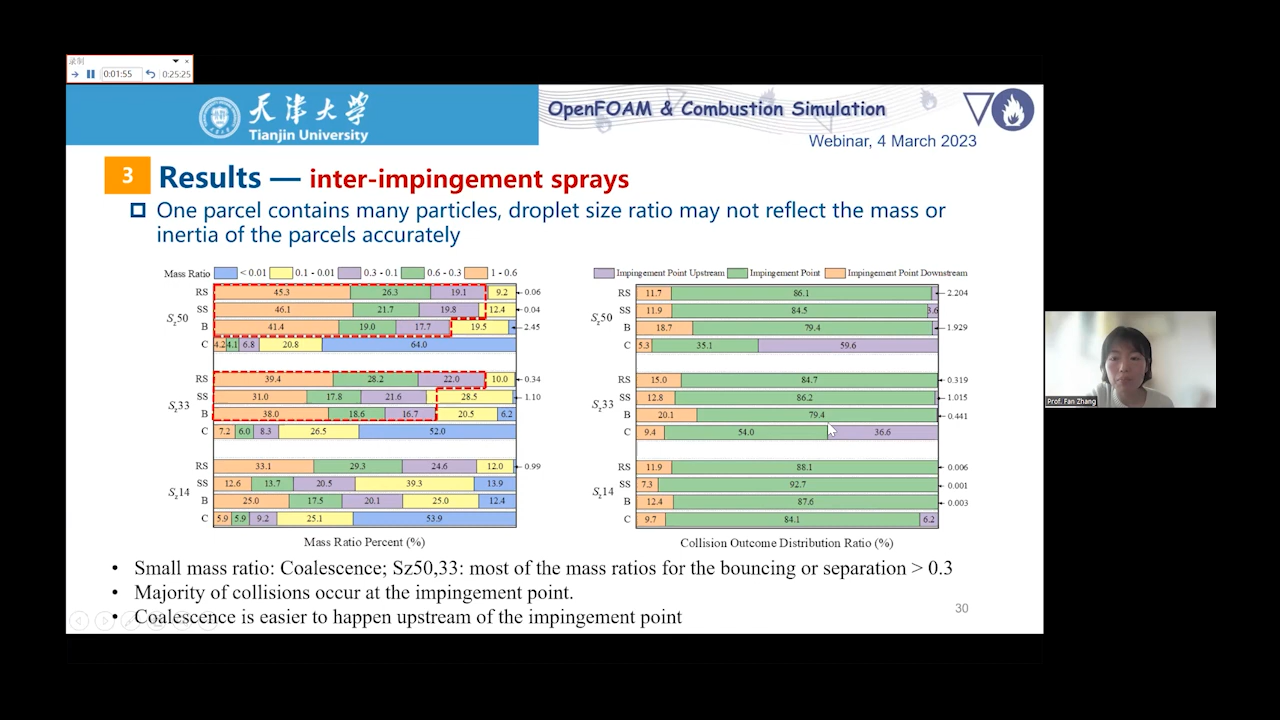 录制
0:01:55
0:25:25
天津大学
Tianjin University
OpenFOAM & Combustion Simulation
Webinar, 4 March 2023
3
Results — inter-impingement sprays
One parcel contains many particles, droplet size ratio may not reflect the mass or
inertia of the parcels accurately
Mass Ratio < 0.01 0.1 - 0.01 0.3 - 0.1 0.6 - 0.3 1 - 0.6
Sz50
RS 45.3 26.3 19.1 9.2 0.06
SS 46.1 21.7 19.8 12.4 0.04
B 41.4 19.0 17.7 19.5 2.45
C 4.2 4.1 6.8 20.8 64.0
Sz33
RS 39.4 28.2 22.0 10.0 0.34
SS 31.0 17.8 21.6 28.5 1.10
B 38.0 18.6 16.7 20.5 6.2
C 7.2 6.0 8.3 26.5 52.0
Sz14
RS 33.1 29.3 24.6 12.0 0.99
SS 12.6 13.7 20.5 39.3 13.9
B 25.0 17.5 20.1 25.0 12.4
C 5.9 5.9 9.2 25.1 53.9
Mass Ratio Percent (%)
Impingement Point Upstream Impingement Point Impingement Point Downstream
Sz50
RS 11.7 86.1 2.204
SS 11.9 84.5 3.6
B 18.7 79.4 1.929
C 5.3 35.1 59.6
Sz33
RS 15.0 84.7 0.319
SS 12.8 86.2 1.015
B 20.1 79.4 0.441
C 9.4 54.0 36.6
Sz14
RS 11.9 88.1 0.006
SS 7.3 92.7 0.001
B 12.4 87.6 0.003
C 9.7 84.1 6.2
Collision Outcome Distribution Ratio (%)
• Small mass ratio: Coalescence; Sz50,33: most of the mass ratios for the bouncing or separation > 0.3
• Majority of collisions occur at the impingement point.
• Coalescence is easier to happen upstream of the impingement point
30
Prof. Fan Zhang